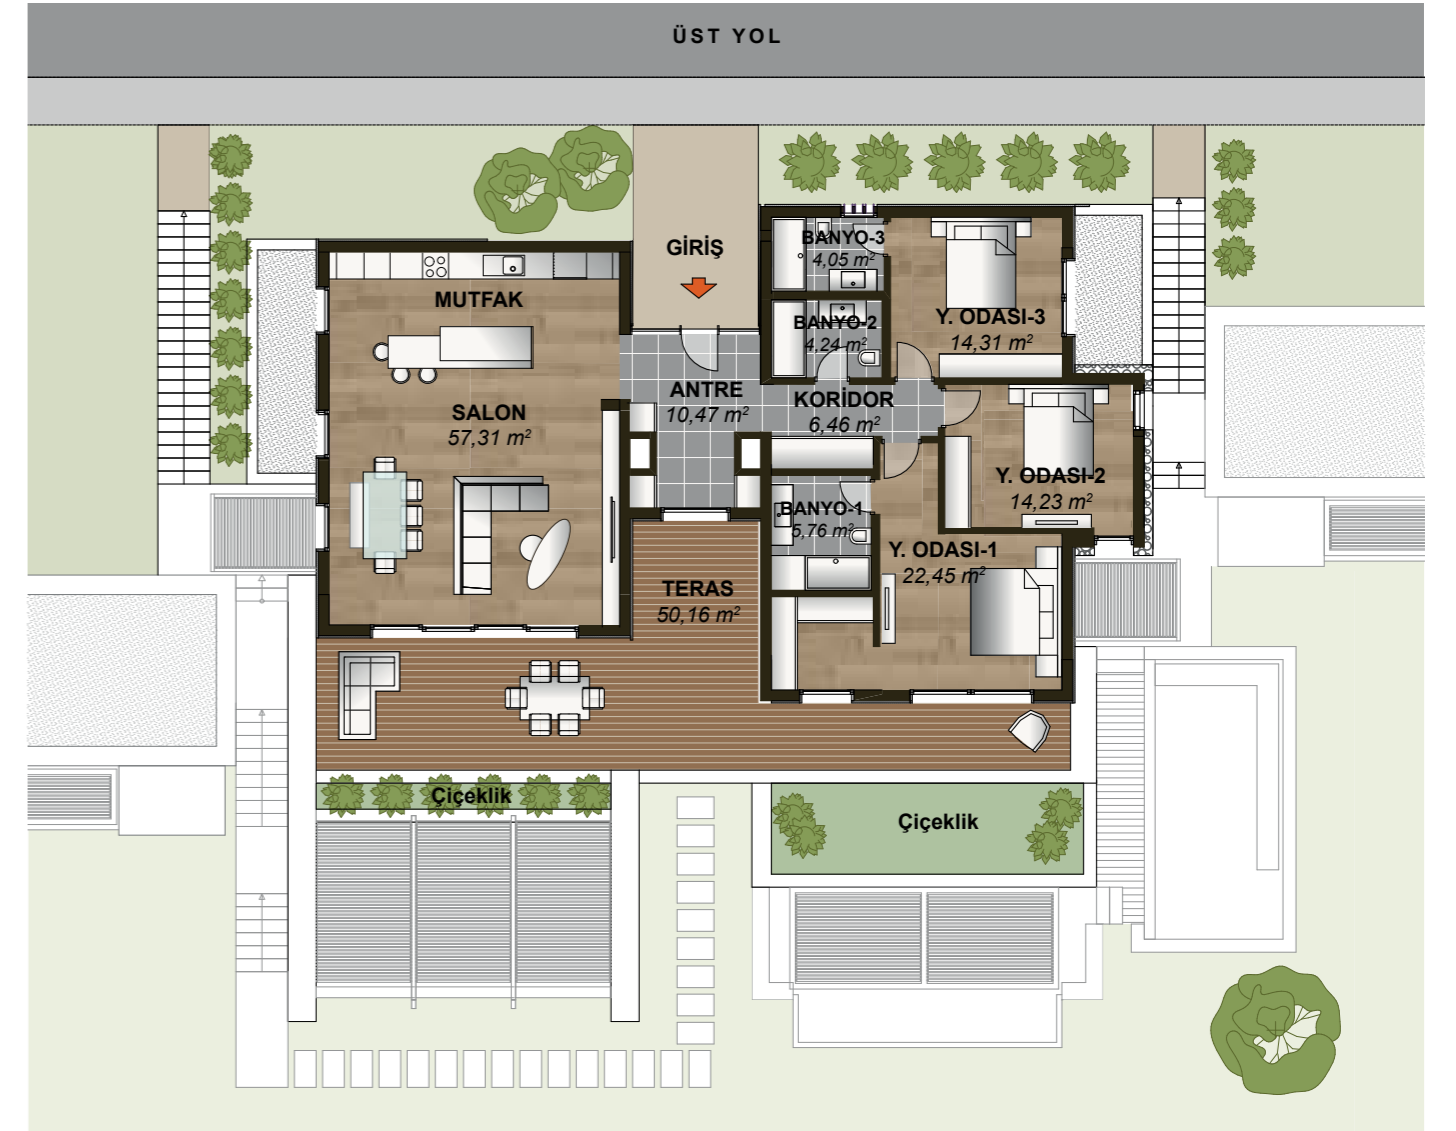 ÜST YOL
GİRİŞ
BANYO-3
4,05 m²
MUTFAK
BANYO-2
4,24 m²
Y. ODASI-3
14,31 m²
SALON
57,31 m²
ANTRE
10,47 m²
KORİDOR
6,46 m²
Y. ODASI-2
14,23 m²
BANYO-1
5,76 m²
Y. ODASI-1
22,45 m²
TERAS
50,16 m²
Çiçeklik
Çiçeklik